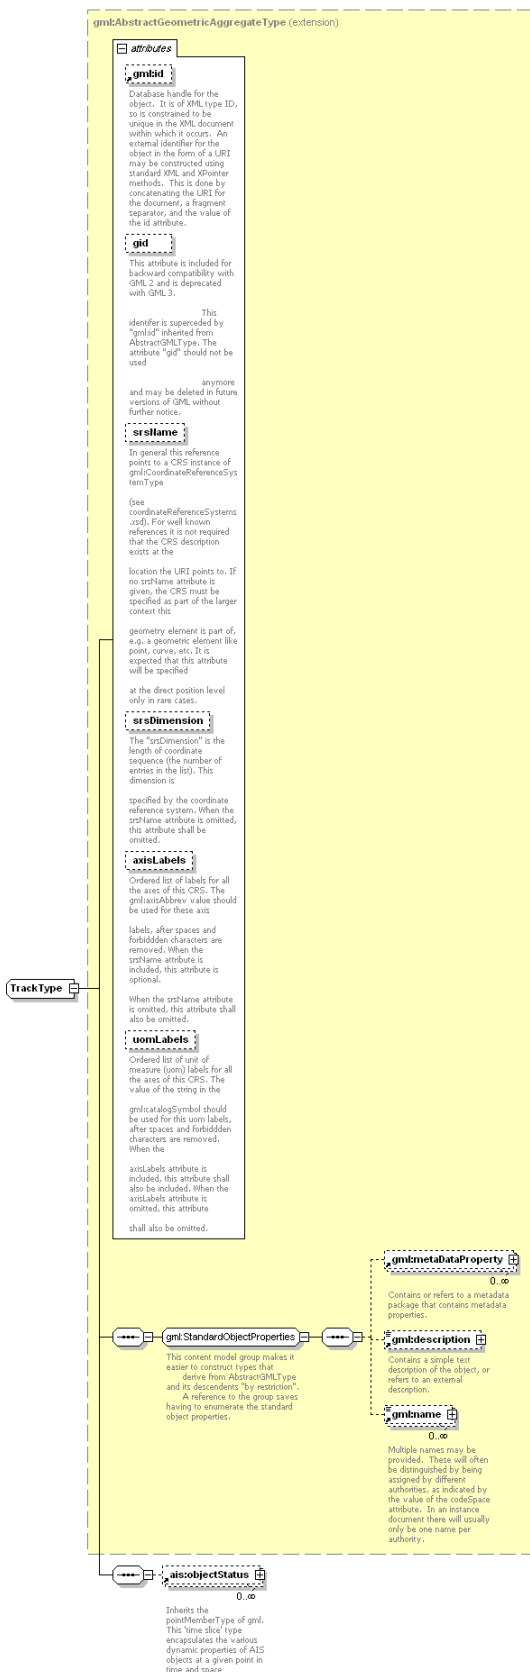 gml:AbstractGeometricAggregateType (extension)
attributes
gml:id
Database handle for the
object.  It is of XML type ID,
so is constrained to be
unique in the XML document
within which it occurs.  An
external identifier for the
object in the form of a URI
may be constructed using
standard XML and XPointer
methods.  This is done by
concatenating the URI for
the document, a fragment
separator, and the value of
the id attribute.
gid
This attribute is included for
backward compatibility with
GML 2 and is deprecated
with GML 3.
This
identifer is superceded by
"gml:id" inherited from
AbstractGMLType. The
attribute "gid" should not be
used
anymore
and may be deleted in future
versions of GML without
further notice.
srsName
In general this reference
points to a CRS instance of
gml:CoordinateReferenceSys
temType
(see
coordinateReferenceSystems
.xsd). For well known
references it is not required
that the CRS description
exists at the
location the URI points to. If
no srsName attribute is
given, the CRS must be
specified as part of the larger
context this
geometry element is part of,
e.g. a geometric element like
point, curve, etc. It is
expected that this attribute
will be specified
at the direct position level
only in rare cases.
srsDimension
The "srsDimension" is the
length of coordinate
sequence (the number of
entries in the list). This
dimension is
specified by the coordinate
reference system. When the
srsName attribute is omitted,
this attribute shall be
omitted.
axisLabels
Ordered list of labels for all
the axes of this CRS. The
gml:axisAbbrev value should
be used for these axis
labels, after spaces and
forbiddden characters are
removed. When the
srsName attribute is
included, this attribute is
optional.
When the srsName attribute
is omitted, this attribute shall
also be omitted.
TrackType
uomLabels
Ordered list of unit of
measure (uom) labels for all
the axes of this CRS. The
value of the string in the
gml:catalogSymbol should
be used for this uom labels,
after spaces and forbiddden
characters are removed.
When the
axisLabels attribute is
included, this attribute shall
also be included. When the
axisLabels attribute is
omitted, this attribute
shall also be omitted.
gml:metaDataProperty
0..∞
Contains or refers to a metadata
package that contains metadata
properties.
gml:StandardObjectProperties
This content model group makes it
easier to construct types that
derive from AbstractGMLType
and its descendents "by restriction".
A reference to the group saves
having to enumerate the standard
object properties.
gml:description
Contains a simple text
description of the object, or
refers to an external
description.
gml:name
0..∞
Multiple names may be
provided.  These will often
be distinguished by being
assigned by different
authorities, as indicated by
the value of the codeSpace
attribute.  In an instance
document there will usually
only be one name per
authority.
ais:objectStatus
0..∞
Inherits the
pointMemberType of gml.
This 'time slice' type
encapsulates the various
dynamic properties of AIS
objects at a given point in
time and space